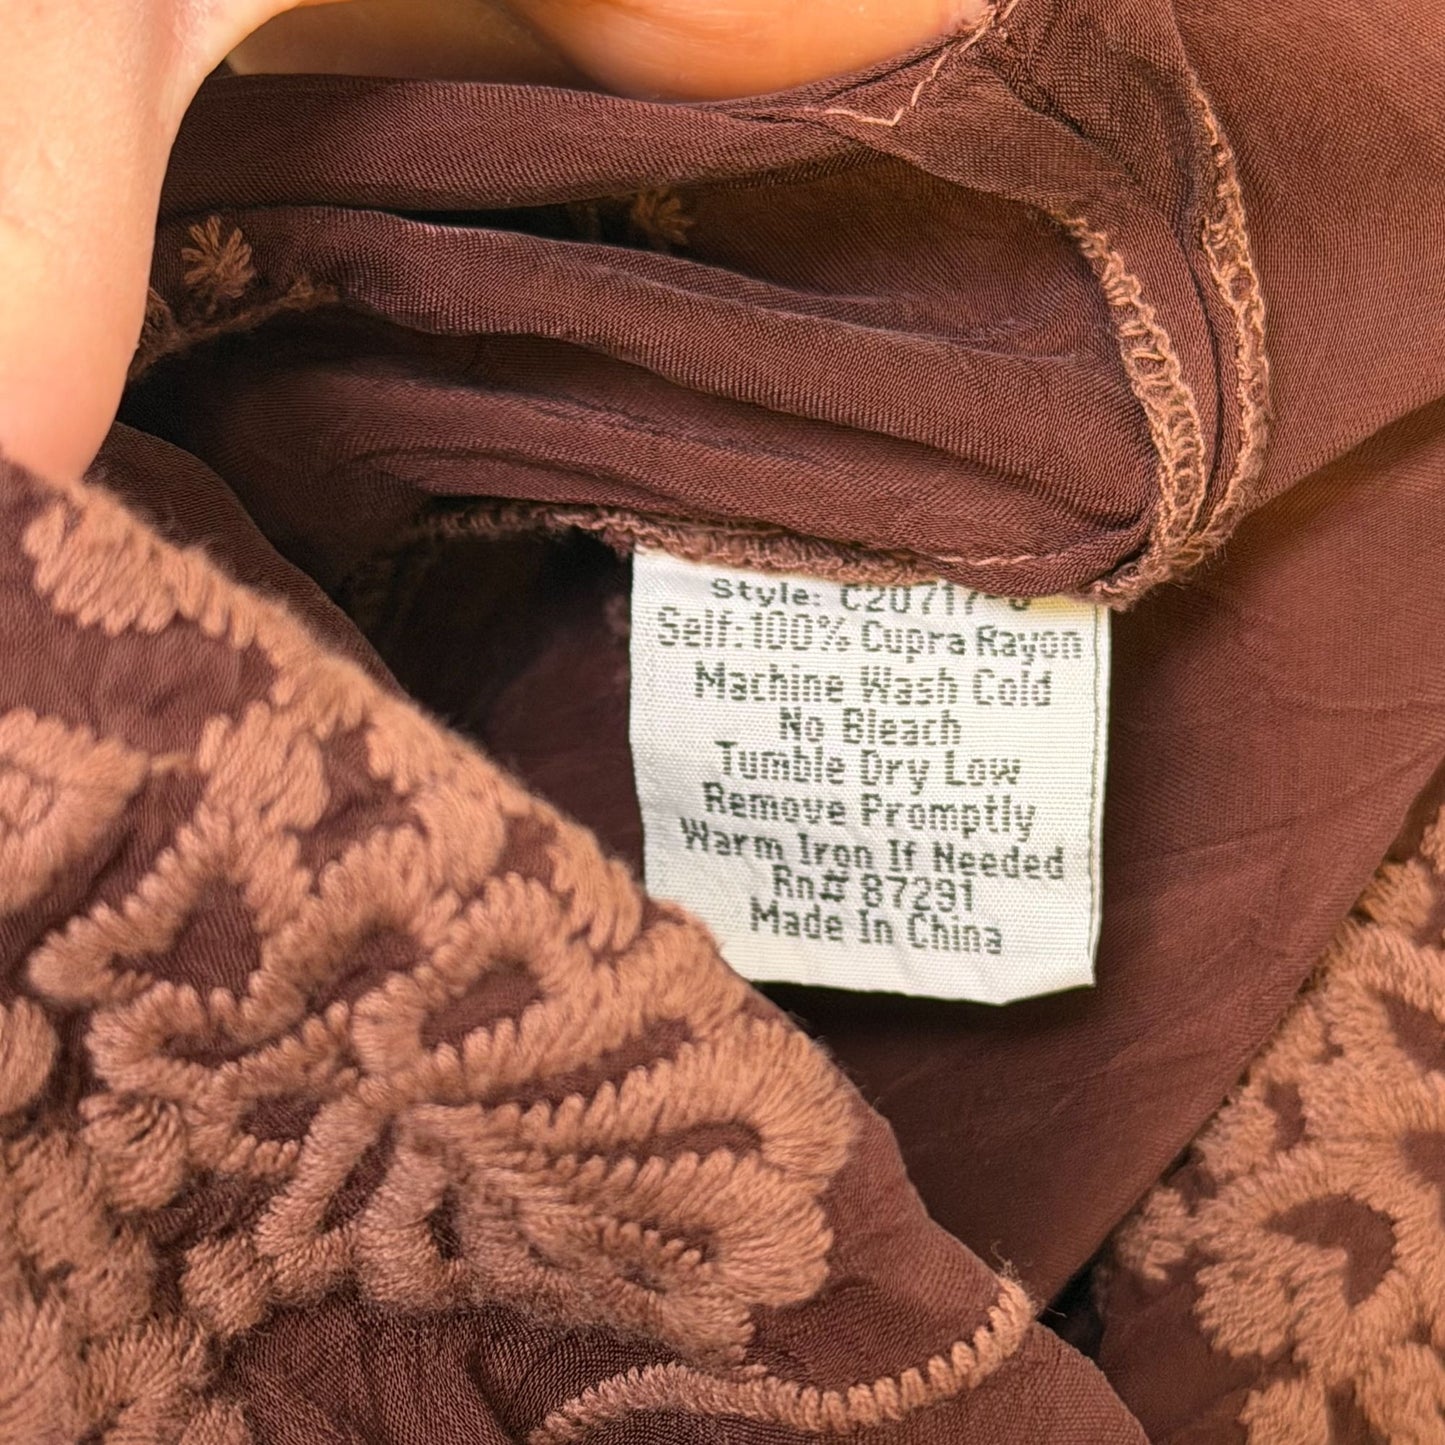 Style: C20717
Self:100% Cupra Rayon
Machine Wash Cold
No Bleach
Tumble Dry Low
Remove Promptly
Warm Iron If Needed
Rn# 87291
Made In China